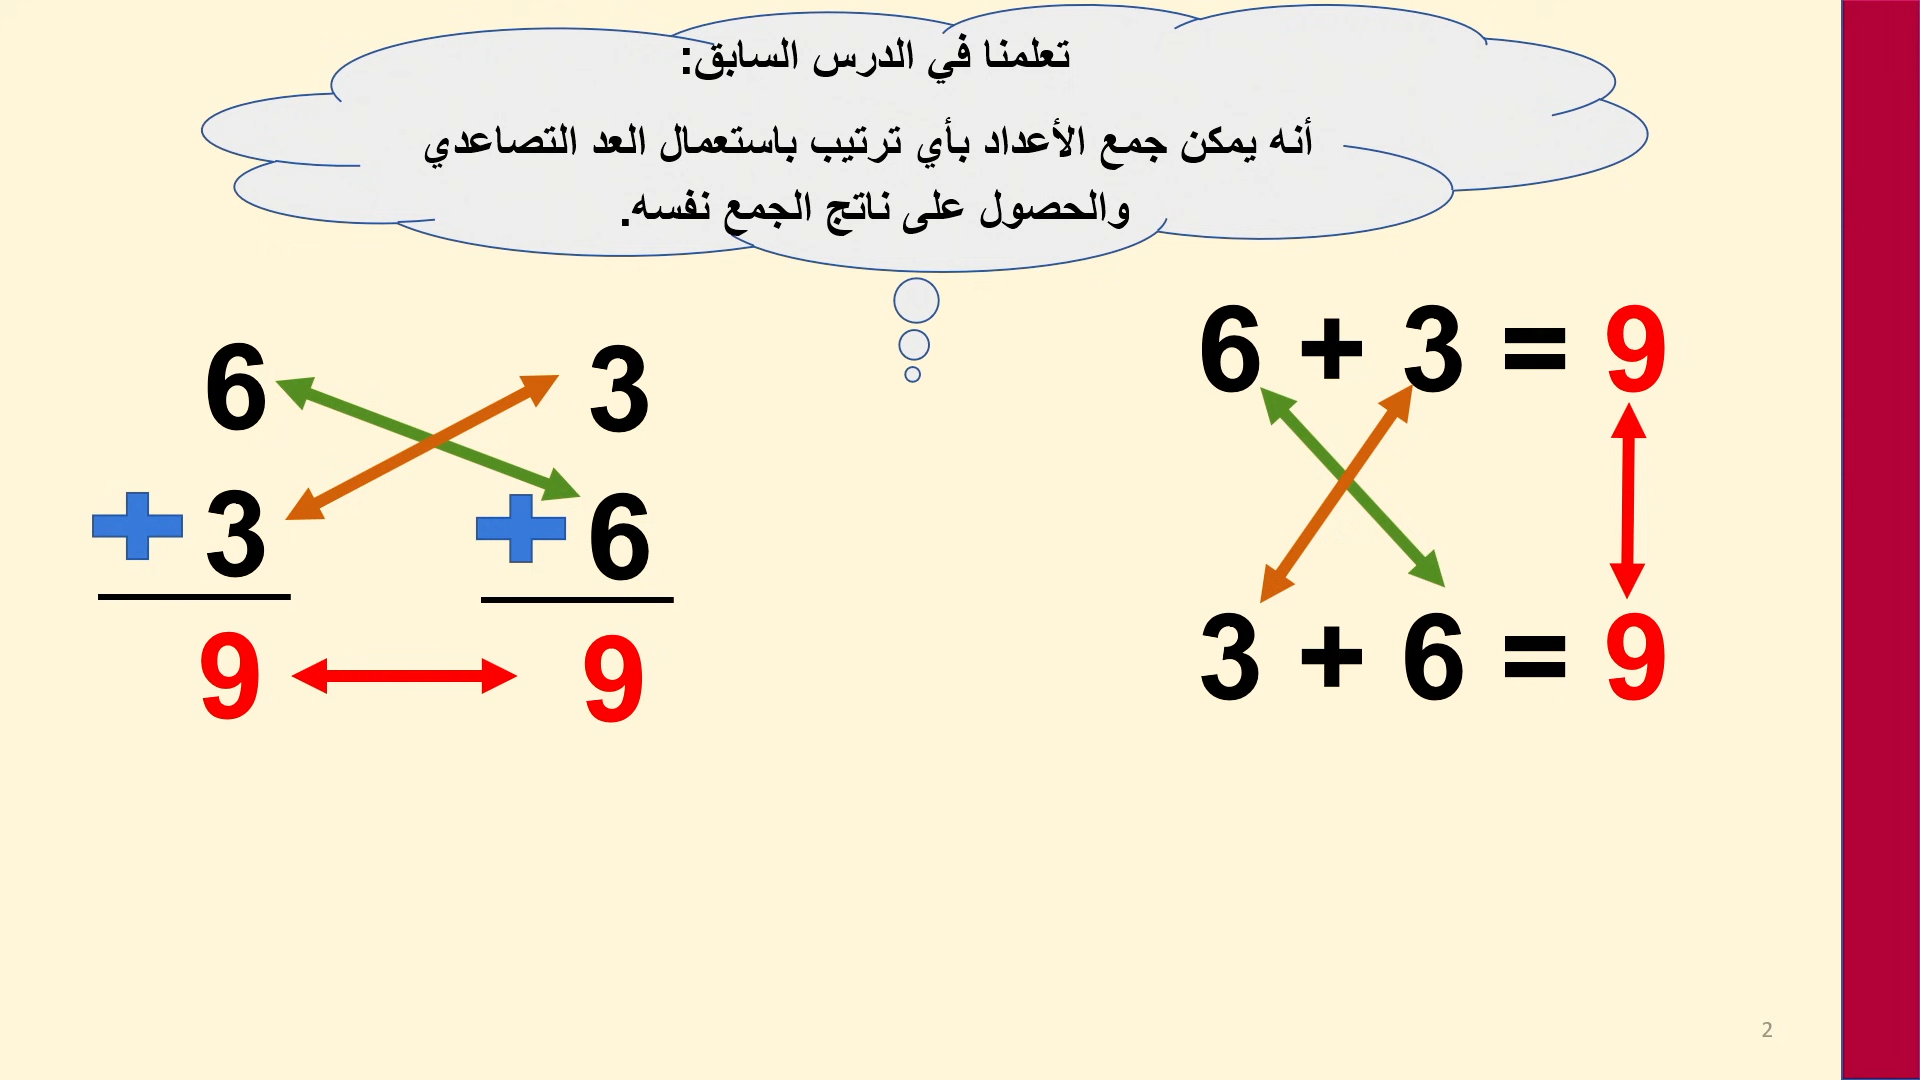 تعلمنا في الدرس السابق:
أنه يمكن جمع الأعداد بأي ترتيب باستعمال العد التصاعدي
والحصول على ناتج الجمع نفسه.
6 + 3 = 9
3 + 6 = 9
6
+ 3
9
3
+ 6
9
2